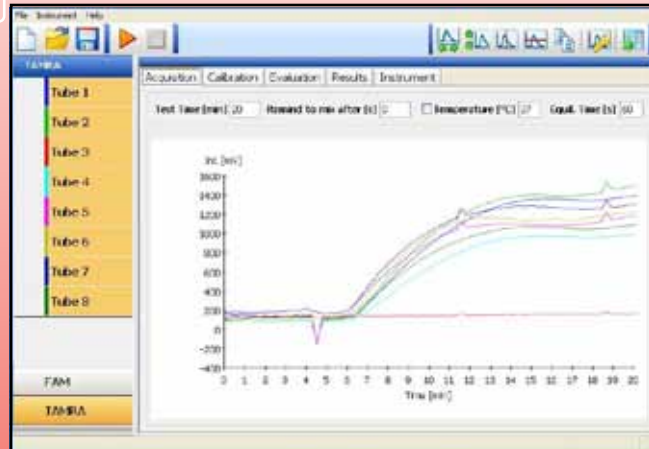 File Instrument Help
TAMRA
Tube 1
Tube 2
Tube 3
Tube 4
Tube 5
Tube 6
Tube 7
Tube 8
FAM
TAMRA
Acquisition Calibration Evaluation Results Instrument
Test Time [min] 20 Remind to mix after [s] 0 Temperature [°C] 37 Equil. Time [s] 60
Int. [mV]
1600
1400
1200
1000
800
600
400
200
0
-200
-400
0 1 2 3 4 5 6 7 8 9 10 11 12 13 14 15 16 17 18 19 20
Time [min]